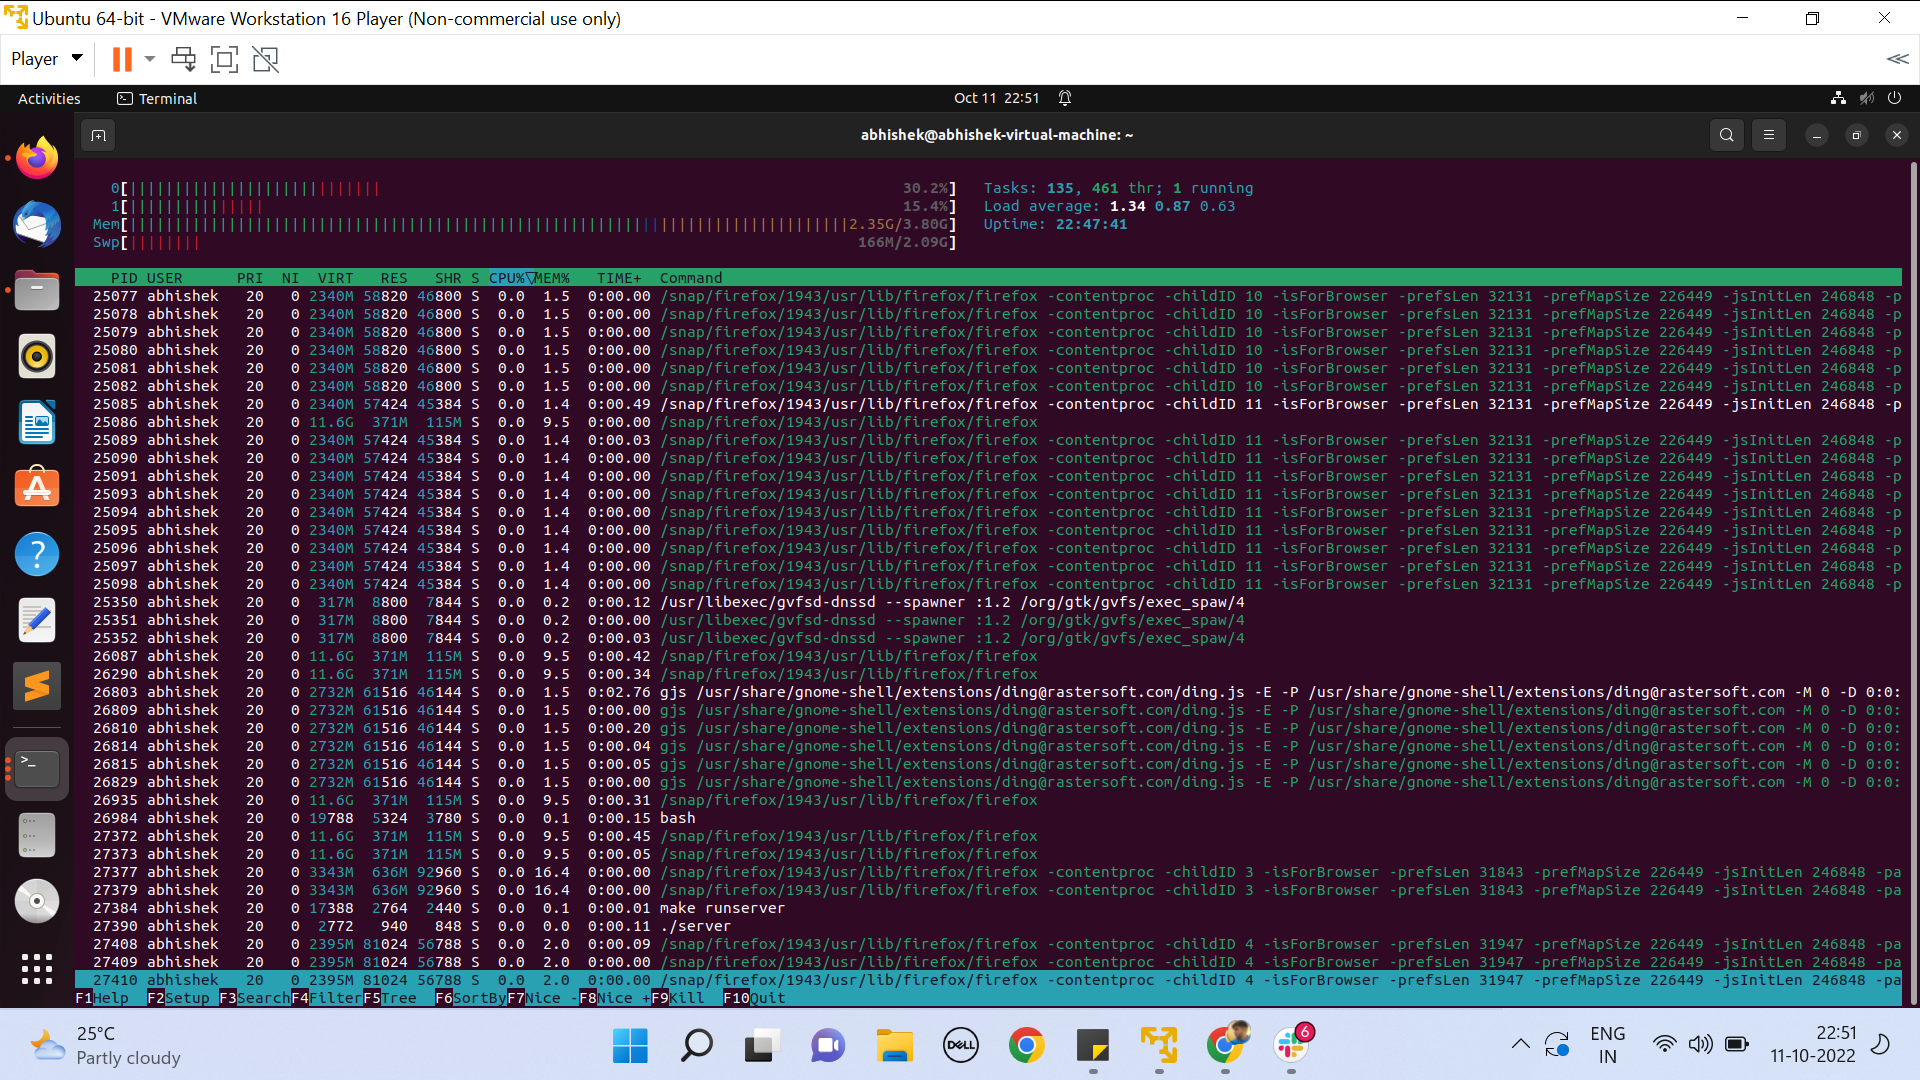 Ubuntu 64-bit - VMware Workstation 16 Player (Non-commercial use only)
Player
Activities Terminal Oct 11 22:51
abhishek@abhishek-virtual-machine: ~
0[||||||||||||||||||||||||||||| 30.2%] Tasks: 135, 461 thr; 1 running
1[||||||||||||||| 15.4%] Load average: 1.34 0.87 0.63
Mem[|||||||||||||||||||||||||||||||||||||||||||||||||||||||||||||||||||||||||||||||||2.35G/3.80G] Uptime: 22:47:41
Swp[|||||||| 166M/2.09G]
PID USER PRI NI VIRT RES SHR S CPU%▽MEM% TIME+ Command
25077 abhishek 20 0 2340M 58820 46800 S 0.0 1.5 0:00.00 /snap/firefox/1943/usr/lib/firefox/firefox -contentproc -childID 10 -isForBrowser -prefsLen 32131 -prefMapSize 226449 -jsInitLen 246848 -p
25078 abhishek 20 0 2340M 58820 46800 S 0.0 1.5 0:00.00 /snap/firefox/1943/usr/lib/firefox/firefox -contentproc -childID 10 -isForBrowser -prefsLen 32131 -prefMapSize 226449 -jsInitLen 246848 -p
25079 abhishek 20 0 2340M 58820 46800 S 0.0 1.5 0:00.00 /snap/firefox/1943/usr/lib/firefox/firefox -contentproc -childID 10 -isForBrowser -prefsLen 32131 -prefMapSize 226449 -jsInitLen 246848 -p
25080 abhishek 20 0 2340M 58820 46800 S 0.0 1.5 0:00.00 /snap/firefox/1943/usr/lib/firefox/firefox -contentproc -childID 10 -isForBrowser -prefsLen 32131 -prefMapSize 226449 -jsInitLen 246848 -p
25081 abhishek 20 0 2340M 58820 46800 S 0.0 1.5 0:00.00 /snap/firefox/1943/usr/lib/firefox/firefox -contentproc -childID 10 -isForBrowser -prefsLen 32131 -prefMapSize 226449 -jsInitLen 246848 -p
25082 abhishek 20 0 2340M 58820 46800 S 0.0 1.5 0:00.00 /snap/firefox/1943/usr/lib/firefox/firefox -contentproc -childID 10 -isForBrowser -prefsLen 32131 -prefMapSize 226449 -jsInitLen 246848 -p
25085 abhishek 20 0 2340M 57424 45384 S 0.0 1.4 0:00.49 /snap/firefox/1943/usr/lib/firefox/firefox -contentproc -childID 11 -isForBrowser -prefsLen 32131 -prefMapSize 226449 -jsInitLen 246848 -p
25086 abhishek 20 0 11.6G 371M 115M S 0.0 9.5 0:00.00 /snap/firefox/1943/usr/lib/firefox/firefox
25089 abhishek 20 0 2340M 57424 45384 S 0.0 1.4 0:00.03 /snap/firefox/1943/usr/lib/firefox/firefox -contentproc -childID 11 -isForBrowser -prefsLen 32131 -prefMapSize 226449 -jsInitLen 246848 -p
25090 abhishek 20 0 2340M 57424 45384 S 0.0 1.4 0:00.00 /snap/firefox/1943/usr/lib/firefox/firefox -contentproc -childID 11 -isForBrowser -prefsLen 32131 -prefMapSize 226449 -jsInitLen 246848 -p
25091 abhishek 20 0 2340M 57424 45384 S 0.0 1.4 0:00.00 /snap/firefox/1943/usr/lib/firefox/firefox -contentproc -childID 11 -isForBrowser -prefsLen 32131 -prefMapSize 226449 -jsInitLen 246848 -p
25093 abhishek 20 0 2340M 57424 45384 S 0.0 1.4 0:00.00 /snap/firefox/1943/usr/lib/firefox/firefox -contentproc -childID 11 -isForBrowser -prefsLen 32131 -prefMapSize 226449 -jsInitLen 246848 -p
25094 abhishek 20 0 2340M 57424 45384 S 0.0 1.4 0:00.00 /snap/firefox/1943/usr/lib/firefox/firefox -contentproc -childID 11 -isForBrowser -prefsLen 32131 -prefMapSize 226449 -jsInitLen 246848 -p
25095 abhishek 20 0 2340M 57424 45384 S 0.0 1.4 0:00.00 /snap/firefox/1943/usr/lib/firefox/firefox -contentproc -childID 11 -isForBrowser -prefsLen 32131 -prefMapSize 226449 -jsInitLen 246848 -p
25096 abhishek 20 0 2340M 57424 45384 S 0.0 1.4 0:00.00 /snap/firefox/1943/usr/lib/firefox/firefox -contentproc -childID 11 -isForBrowser -prefsLen 32131 -prefMapSize 226449 -jsInitLen 246848 -p
25097 abhishek 20 0 2340M 57424 45384 S 0.0 1.4 0:00.00 /snap/firefox/1943/usr/lib/firefox/firefox -contentproc -childID 11 -isForBrowser -prefsLen 32131 -prefMapSize 226449 -jsInitLen 246848 -p
25098 abhishek 20 0 2340M 57424 45384 S 0.0 1.4 0:00.00 /snap/firefox/1943/usr/lib/firefox/firefox -contentproc -childID 11 -isForBrowser -prefsLen 32131 -prefMapSize 226449 -jsInitLen 246848 -p
25350 abhishek 20 0 317M 8800 7844 S 0.0 0.2 0:00.12 /usr/libexec/gvfsd-dnssd --spawner :1.2 /org/gtk/gvfs/exec_spaw/4
25351 abhishek 20 0 317M 8800 7844 S 0.0 0.2 0:00.00 /usr/libexec/gvfsd-dnssd --spawner :1.2 /org/gtk/gvfs/exec_spaw/4
25352 abhishek 20 0 317M 8800 7844 S 0.0 0.2 0:00.03 /usr/libexec/gvfsd-dnssd --spawner :1.2 /org/gtk/gvfs/exec_spaw/4
26087 abhishek 20 0 11.6G 371M 115M S 0.0 9.5 0:00.42 /snap/firefox/1943/usr/lib/firefox/firefox
26290 abhishek 20 0 11.6G 371M 115M S 0.0 9.5 0:00.34 /snap/firefox/1943/usr/lib/firefox/firefox
26803 abhishek 20 0 2732M 61516 46144 S 0.0 1.5 0:02.76 gjs /usr/share/gnome-shell/extensions/ding@rastersoft.com/ding.js -E -P /usr/share/gnome-shell/extensions/ding@rastersoft.com -M 0 -D 0:0:
26809 abhishek 20 0 2732M 61516 46144 S 0.0 1.5 0:00.00 gjs /usr/share/gnome-shell/extensions/ding@rastersoft.com/ding.js -E -P /usr/share/gnome-shell/extensions/ding@rastersoft.com -M 0 -D 0:0:
26810 abhishek 20 0 2732M 61516 46144 S 0.0 1.5 0:00.20 gjs /usr/share/gnome-shell/extensions/ding@rastersoft.com/ding.js -E -P /usr/share/gnome-shell/extensions/ding@rastersoft.com -M 0 -D 0:0:
26814 abhishek 20 0 2732M 61516 46144 S 0.0 1.5 0:00.04 gjs /usr/share/gnome-shell/extensions/ding@rastersoft.com/ding.js -E -P /usr/share/gnome-shell/extensions/ding@rastersoft.com -M 0 -D 0:0:
26815 abhishek 20 0 2732M 61516 46144 S 0.0 1.5 0:00.05 gjs /usr/share/gnome-shell/extensions/ding@rastersoft.com/ding.js -E -P /usr/share/gnome-shell/extensions/ding@rastersoft.com -M 0 -D 0:0:
26829 abhishek 20 0 2732M 61516 46144 S 0.0 1.5 0:00.00 gjs /usr/share/gnome-shell/extensions/ding@rastersoft.com/ding.js -E -P /usr/share/gnome-shell/extensions/ding@rastersoft.com -M 0 -D 0:0:
26935 abhishek 20 0 11.6G 371M 115M S 0.0 9.5 0:00.31 /snap/firefox/1943/usr/lib/firefox/firefox
26984 abhishek 20 0 19788 5324 3780 S 0.0 0.1 0:00.15 bash
27372 abhishek 20 0 11.6G 371M 115M S 0.0 9.5 0:00.45 /snap/firefox/1943/usr/lib/firefox/firefox
27373 abhishek 20 0 11.6G 371M 115M S 0.0 9.5 0:00.05 /snap/firefox/1943/usr/lib/firefox/firefox
27377 abhishek 20 0 3343M 636M 92960 S 0.0 16.4 0:00.00 /snap/firefox/1943/usr/lib/firefox/firefox -contentproc -childID 3 -isForBrowser -prefsLen 31843 -prefMapSize 226449 -jsInitLen 246848 -pa
27379 abhishek 20 0 3343M 636M 92960 S 0.0 16.4 0:00.00 /snap/firefox/1943/usr/lib/firefox/firefox -contentproc -childID 3 -isForBrowser -prefsLen 31843 -prefMapSize 226449 -jsInitLen 246848 -pa
27384 abhishek 20 0 17388 2764 2440 S 0.0 0.1 0:00.01 make runserver
27390 abhishek 20 0 2772 940 848 S 0.0 0.0 0:00.11 ./server
27408 abhishek 20 0 2395M 81024 56788 S 0.0 2.0 0:00.09 /snap/firefox/1943/usr/lib/firefox/firefox -contentproc -childID 4 -isForBrowser -prefsLen 31947 -prefMapSize 226449 -jsInitLen 246848 -pa
27409 abhishek 20 0 2395M 81024 56788 S 0.0 2.0 0:00.00 /snap/firefox/1943/usr/lib/firefox/firefox -contentproc -childID 4 -isForBrowser -prefsLen 31947 -prefMapSize 226449 -jsInitLen 246848 -pa
27410 abhishek 20 0 2395M 81024 56788 S 0.0 2.0 0:00.00 /snap/firefox/1943/usr/lib/firefox/firefox -contentproc -childID 4 -isForBrowser -prefsLen 31947 -prefMapSize 226449 -jsInitLen 246848 -pa
F1Help F2Setup F3SearchF4FilterF5Tree F6SortByF7Nice -F8Nice +F9Kill F10Quit
25°C
Partly cloudy
DELL
6
ENG
IN
22:51
11-10-2022